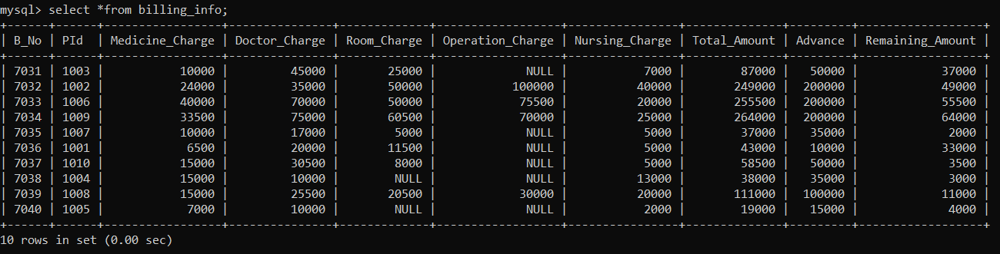 mysql> select *from billing_info;
+------+------+-----------------+---------------+-------------+------------------+----------------+--------------+---------+------------------+
| B_No | PId  | Medicine_Charge | Doctor_Charge | Room_Charge | Operation_Charge | Nursing_Charge | Total_Amount | Advance | Remaining_Amount |
+------+------+-----------------+---------------+-------------+------------------+----------------+--------------+---------+------------------+
| 7031 | 1003 |           10000 |         45000 |       25000 |             NULL |           7000 |        87000 |   50000 |            37000 |
| 7032 | 1002 |           24000 |         35000 |       50000 |           100000 |          40000 |       249000 |  200000 |            49000 |
| 7033 | 1006 |           40000 |         70000 |       50000 |            75500 |          20000 |       255500 |  200000 |            55500 |
| 7034 | 1009 |           33500 |         75000 |       60500 |            70000 |          25000 |       264000 |  200000 |            64000 |
| 7035 | 1007 |           10000 |         17000 |        5000 |             NULL |           5000 |        37000 |   35000 |             2000 |
| 7036 | 1001 |            6500 |         20000 |       11500 |             NULL |           5000 |        43000 |   10000 |            33000 |
| 7037 | 1010 |           15000 |         30500 |        8000 |             NULL |           5000 |        58500 |   50000 |             3500 |
| 7038 | 1004 |           15000 |         10000 |        NULL |             NULL |          13000 |        38000 |   35000 |             3000 |
| 7039 | 1008 |           15000 |         25500 |       20500 |            30000 |          20000 |       111000 |  100000 |            11000 |
| 7040 | 1005 |            7000 |         10000 |        NULL |             NULL |           2000 |        19000 |   15000 |             4000 |
+------+------+-----------------+---------------+-------------+------------------+----------------+--------------+---------+------------------+
10 rows in set (0.00 sec)